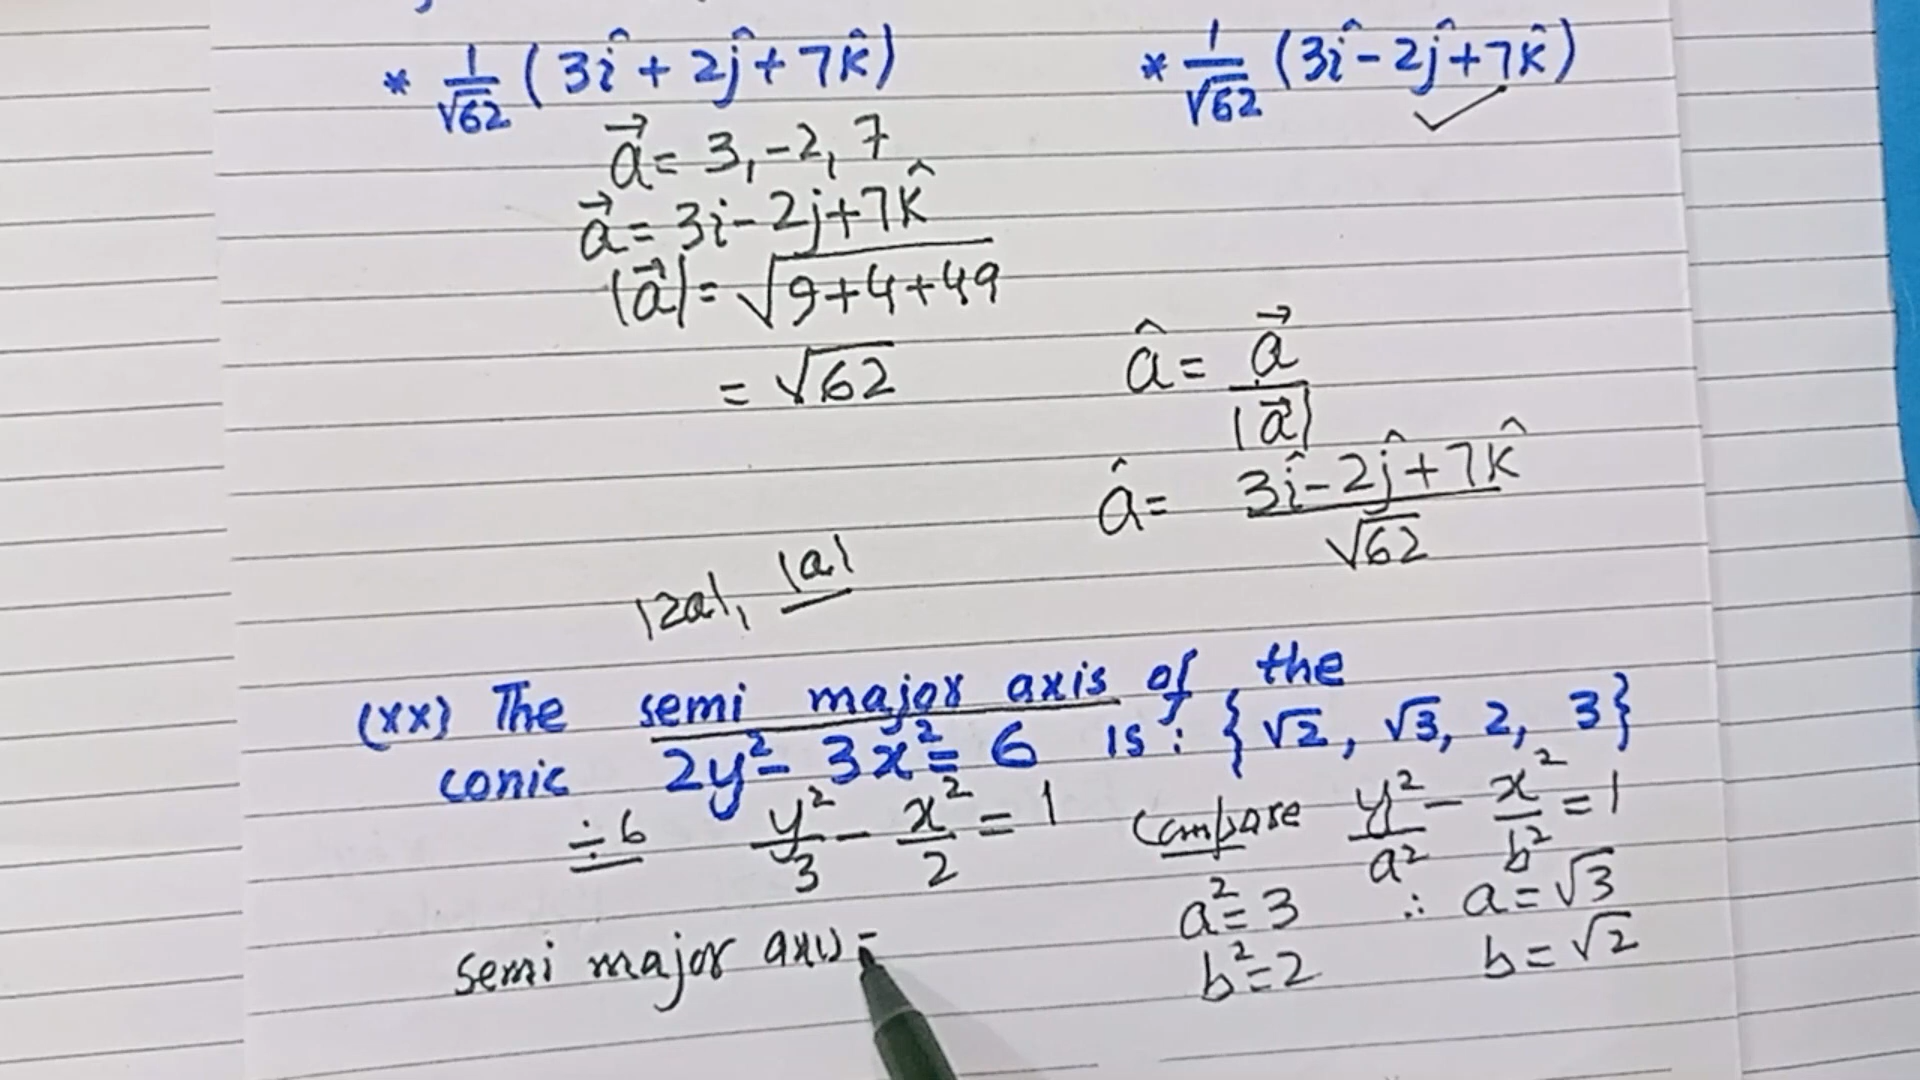 * 1/√62 (3î + 2ĵ + 7k̂) * 1/√62 (3î - 2ĵ + 7k̂)
a⃗ = 3, -2, 7
a⃗ = 3i - 2j + 7k̂
|a⃗| = √9+4+49
= √62
â = a⃗/|a⃗|
â = 3î - 2ĵ + 7k̂/√62
|2a|, |a|
(xx) The semi major axis of the
conic 2y² - 3x² = 6 is: {√2, √3, 2, 3}
÷6 y²/3 - x²/2 = 1 Compare y²/a² - x²/b² = 1
a² = 3 ∴ a = √3
semi major axis = b² = 2 b = √2